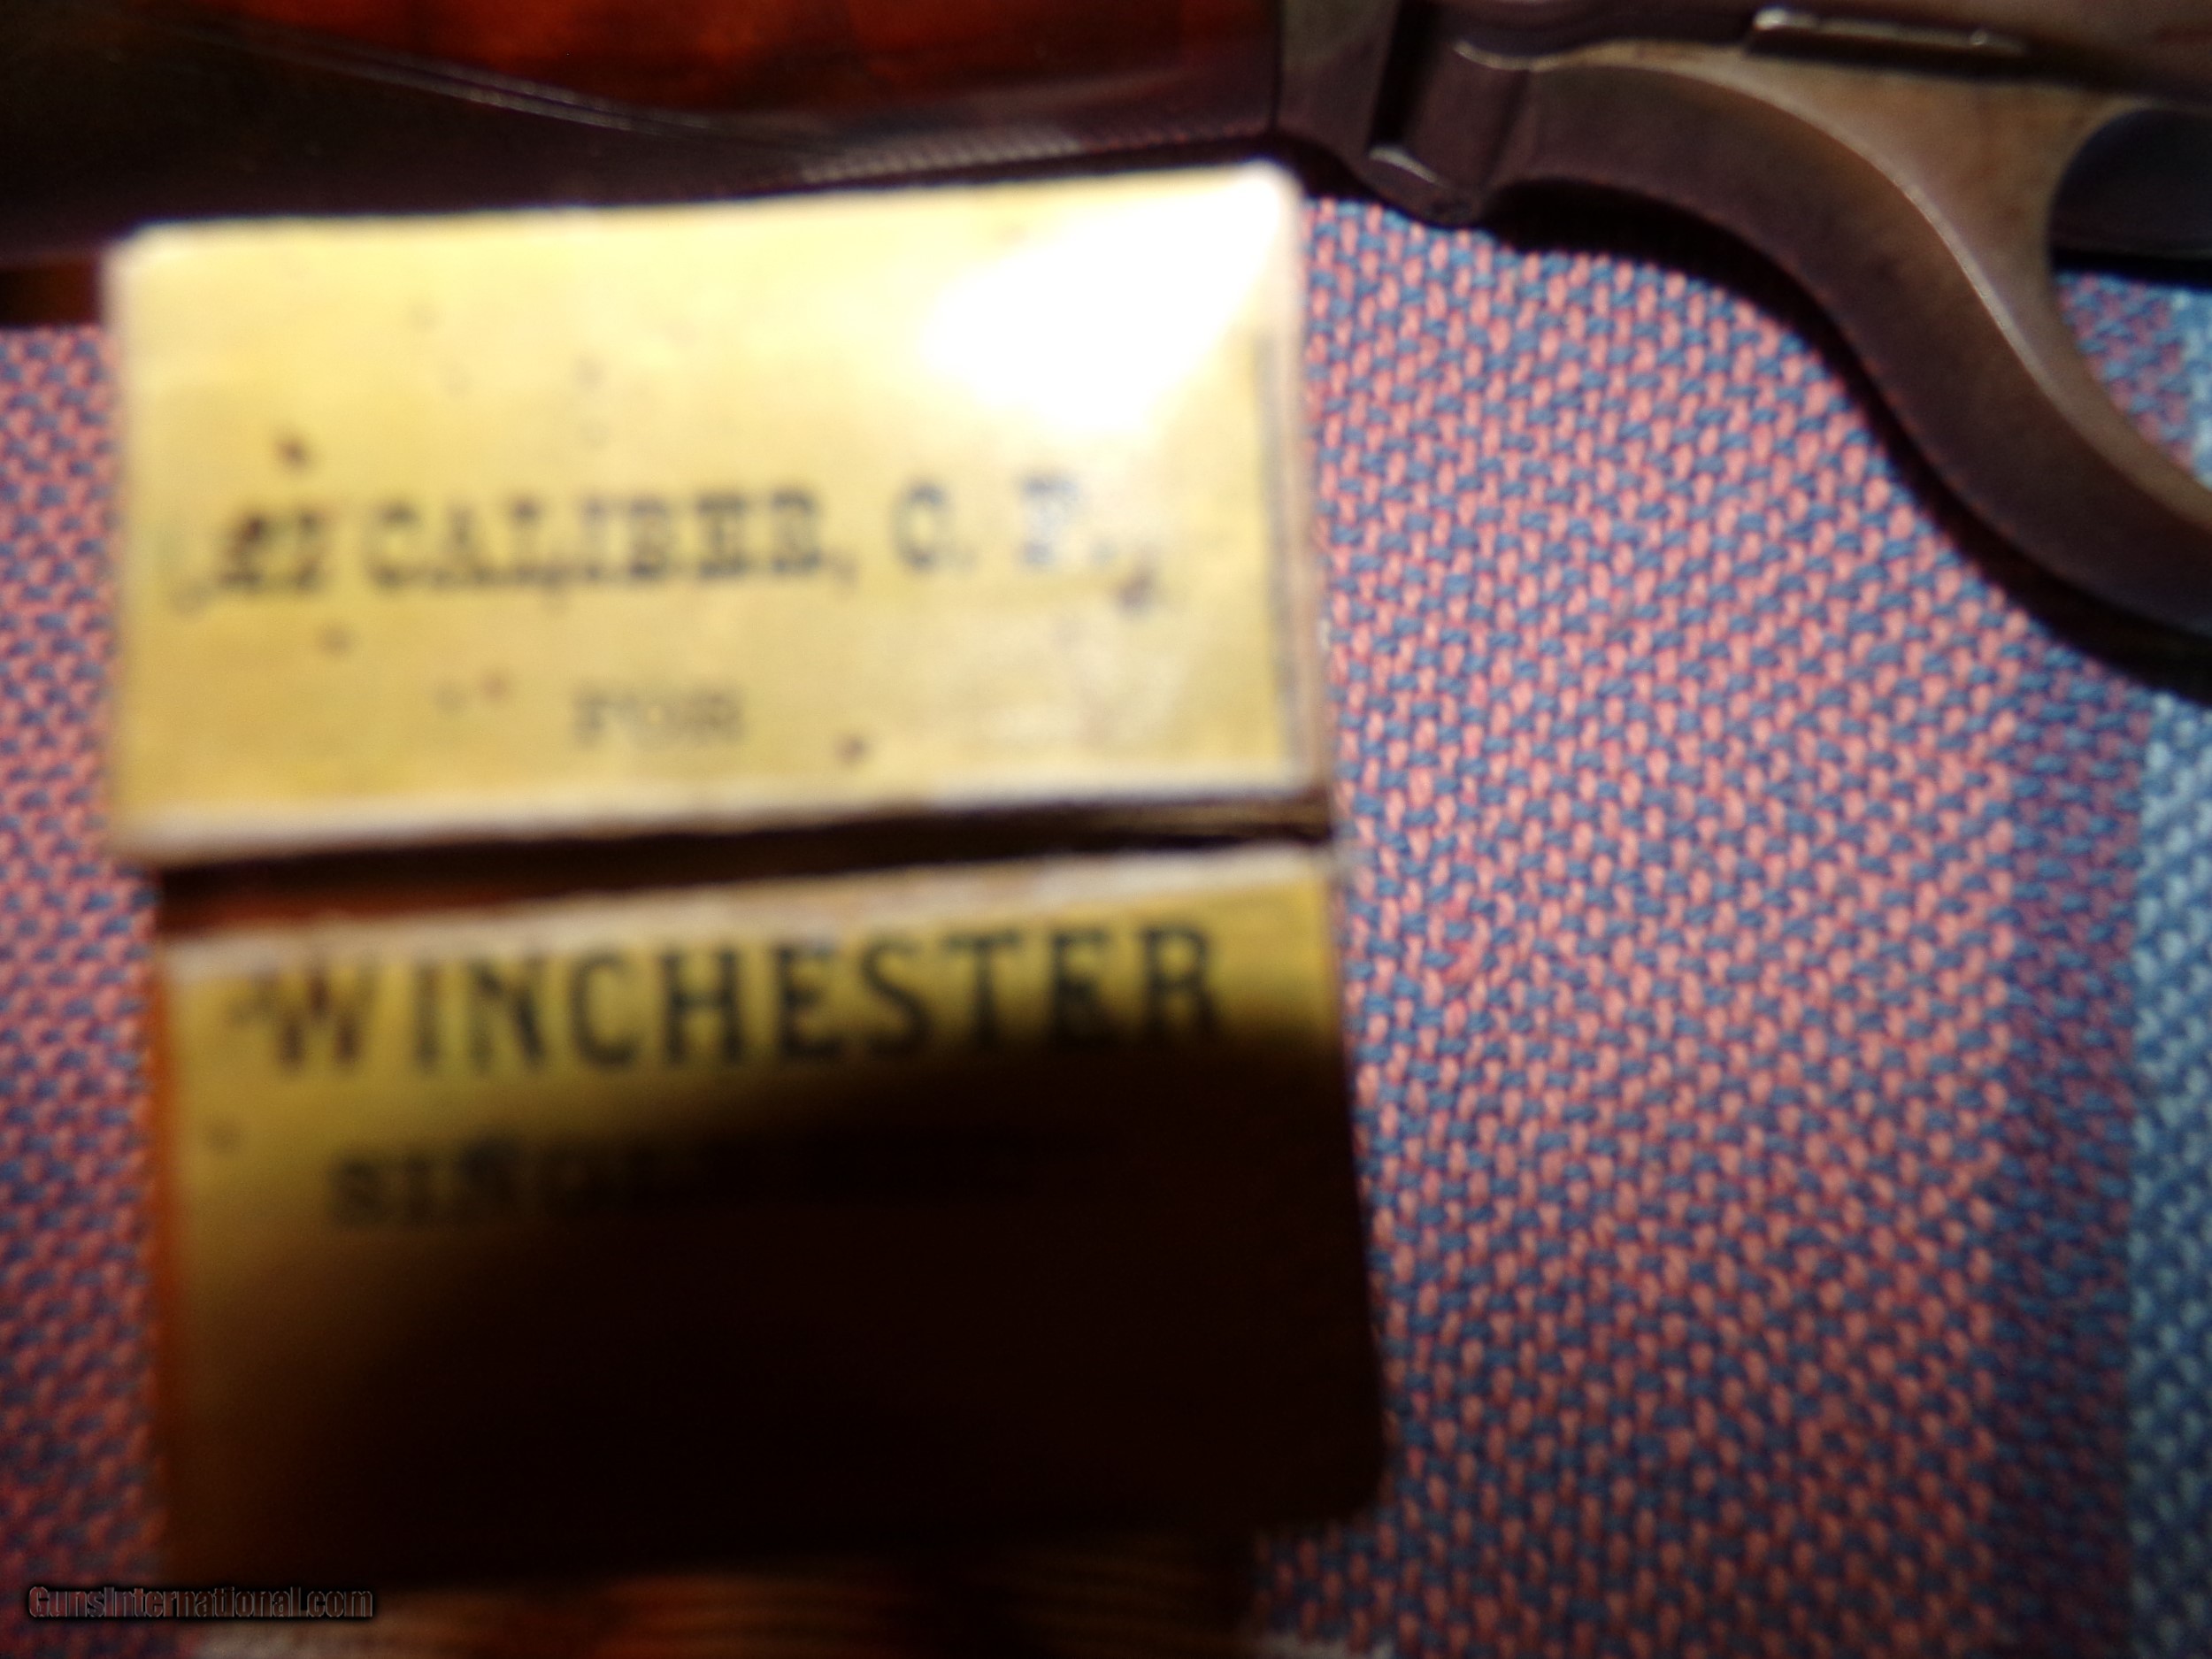 CALIBER, C. F.,
FOR
WINCHESTER
GunsInternational.com